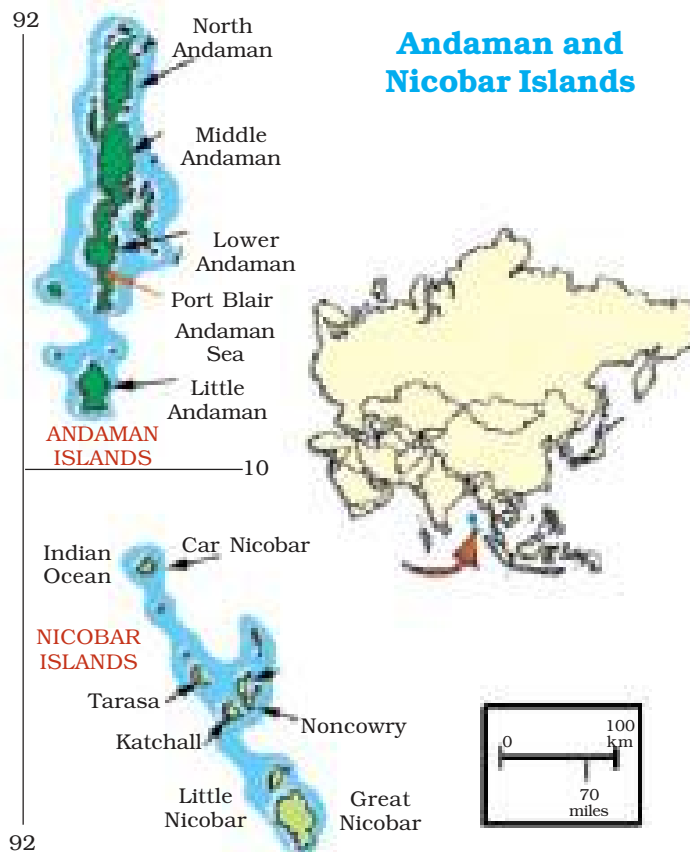 92
North
Andaman
Andaman and
Nicobar Islands
Middle
Andaman
Lower
Andaman
Port Blair
Andaman
Sea
Little
Andaman
ANDAMAN
ISLANDS
10
Indian
Ocean
Car Nicobar
NICOBAR
ISLANDS
Tarasa
Katchall
Noncowry
Little
Nicobar
Great
Nicobar
92
0
100
km
70
miles